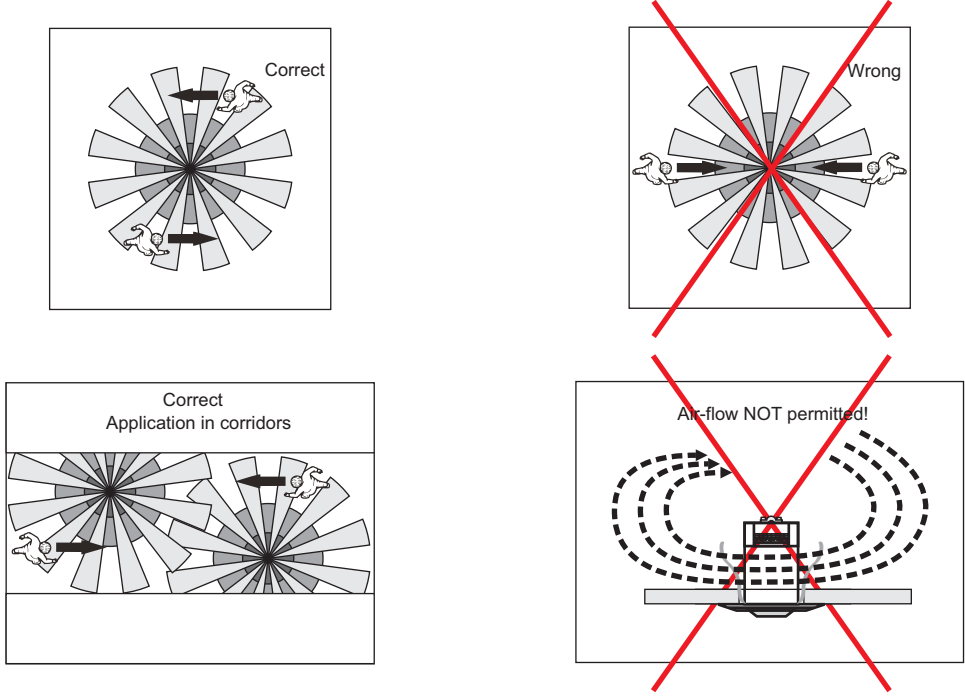 Correct
Wrong
Correct
Application in corridors
Air-flow NOT permitted!